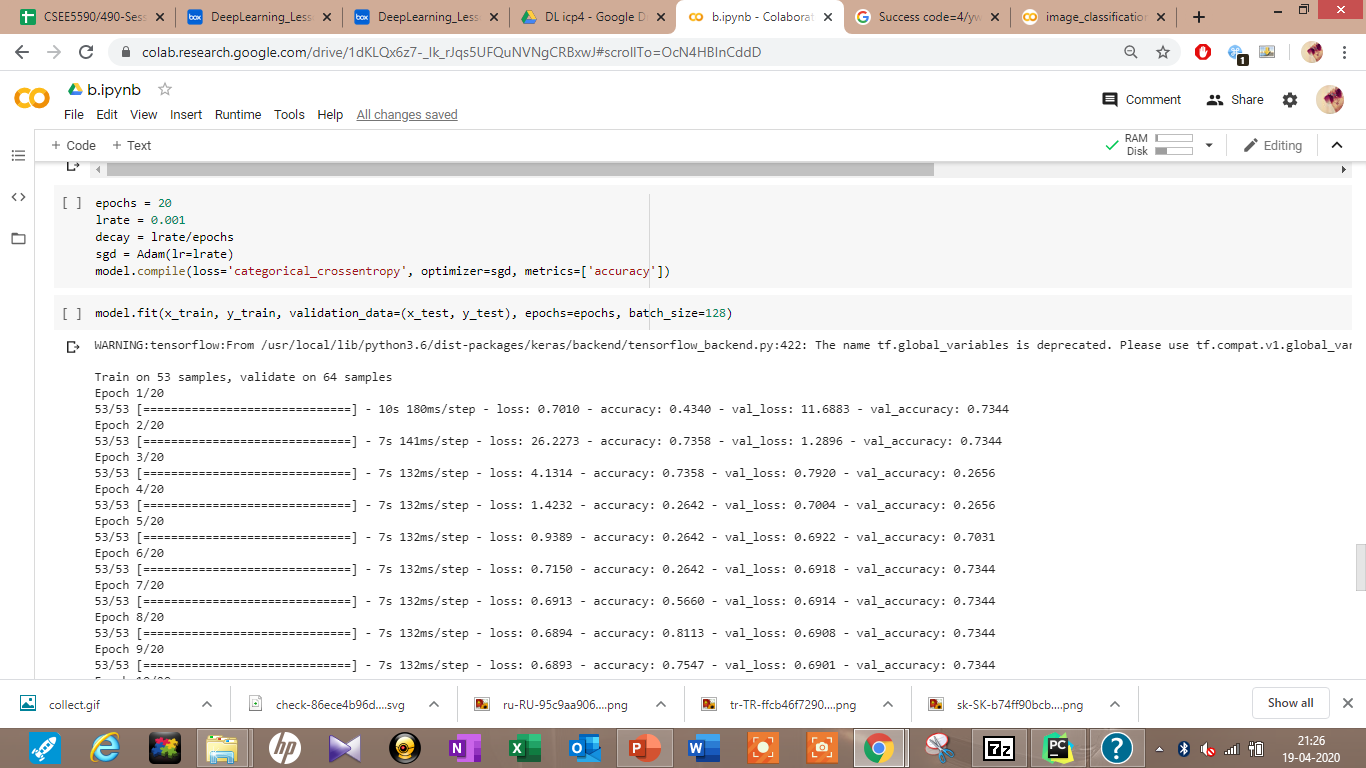 CSEE5590/490-Sess
DeepLearning_Less
DeepLearning_Less
DL icp4 - Google D
b.ipynb - Colaborat
Success code=4/yw
image_classification
colab.research.google.com/drive/1dKLQx6z7-_lk_rJqs5UFQuNVNgCRBxwJ#scrollTo=OcN4HBlnCddD
1
b.ipynb
File Edit View Insert Runtime Tools Help All changes saved
Comment
Share
+ Code + Text
RAM
Disk
Editing
[ ] epochs = 20
lrate = 0.001
decay = lrate/epochs
sgd = Adam(lr=lrate)
model.compile(loss='categorical_crossentropy', optimizer=sgd, metrics=['accuracy'])
[ ] model.fit(x_train, y_train, validation_data=(x_test, y_test), epochs=epochs, batch_size=128)
WARNING:tensorflow:From /usr/local/lib/python3.6/dist-packages/keras/backend/tensorflow_backend.py:422: The name tf.global_variables is deprecated. Please use tf.compat.v1.global_var
Train on 53 samples, validate on 64 samples
Epoch 1/20
53/53 [==============================] - 10s 180ms/step - loss: 0.7010 - accuracy: 0.4340 - val_loss: 11.6883 - val_accuracy: 0.7344
Epoch 2/20
53/53 [==============================] - 7s 141ms/step - loss: 26.2273 - accuracy: 0.7358 - val_loss: 1.2896 - val_accuracy: 0.7344
Epoch 3/20
53/53 [==============================] - 7s 132ms/step - loss: 4.1314 - accuracy: 0.7358 - val_loss: 0.7920 - val_accuracy: 0.2656
Epoch 4/20
53/53 [==============================] - 7s 132ms/step - loss: 1.4232 - accuracy: 0.2642 - val_loss: 0.7004 - val_accuracy: 0.2656
Epoch 5/20
53/53 [==============================] - 7s 132ms/step - loss: 0.9389 - accuracy: 0.2642 - val_loss: 0.6922 - val_accuracy: 0.7031
Epoch 6/20
53/53 [==============================] - 7s 132ms/step - loss: 0.7150 - accuracy: 0.2642 - val_loss: 0.6918 - val_accuracy: 0.7344
Epoch 7/20
53/53 [==============================] - 7s 132ms/step - loss: 0.6913 - accuracy: 0.5660 - val_loss: 0.6914 - val_accuracy: 0.7344
Epoch 8/20
53/53 [==============================] - 7s 132ms/step - loss: 0.6894 - accuracy: 0.8113 - val_loss: 0.6908 - val_accuracy: 0.7344
Epoch 9/20
53/53 [==============================] - 7s 132ms/step - loss: 0.6893 - accuracy: 0.7547 - val_loss: 0.6901 - val_accuracy: 0.7344
collect.gif
check-86ece4b96d....svg
ru-RU-95c9aa906....png
tr-TR-ffcb46f7290....png
sk-SK-b74ff90bcb....png
Show all
21:26
19-04-2020